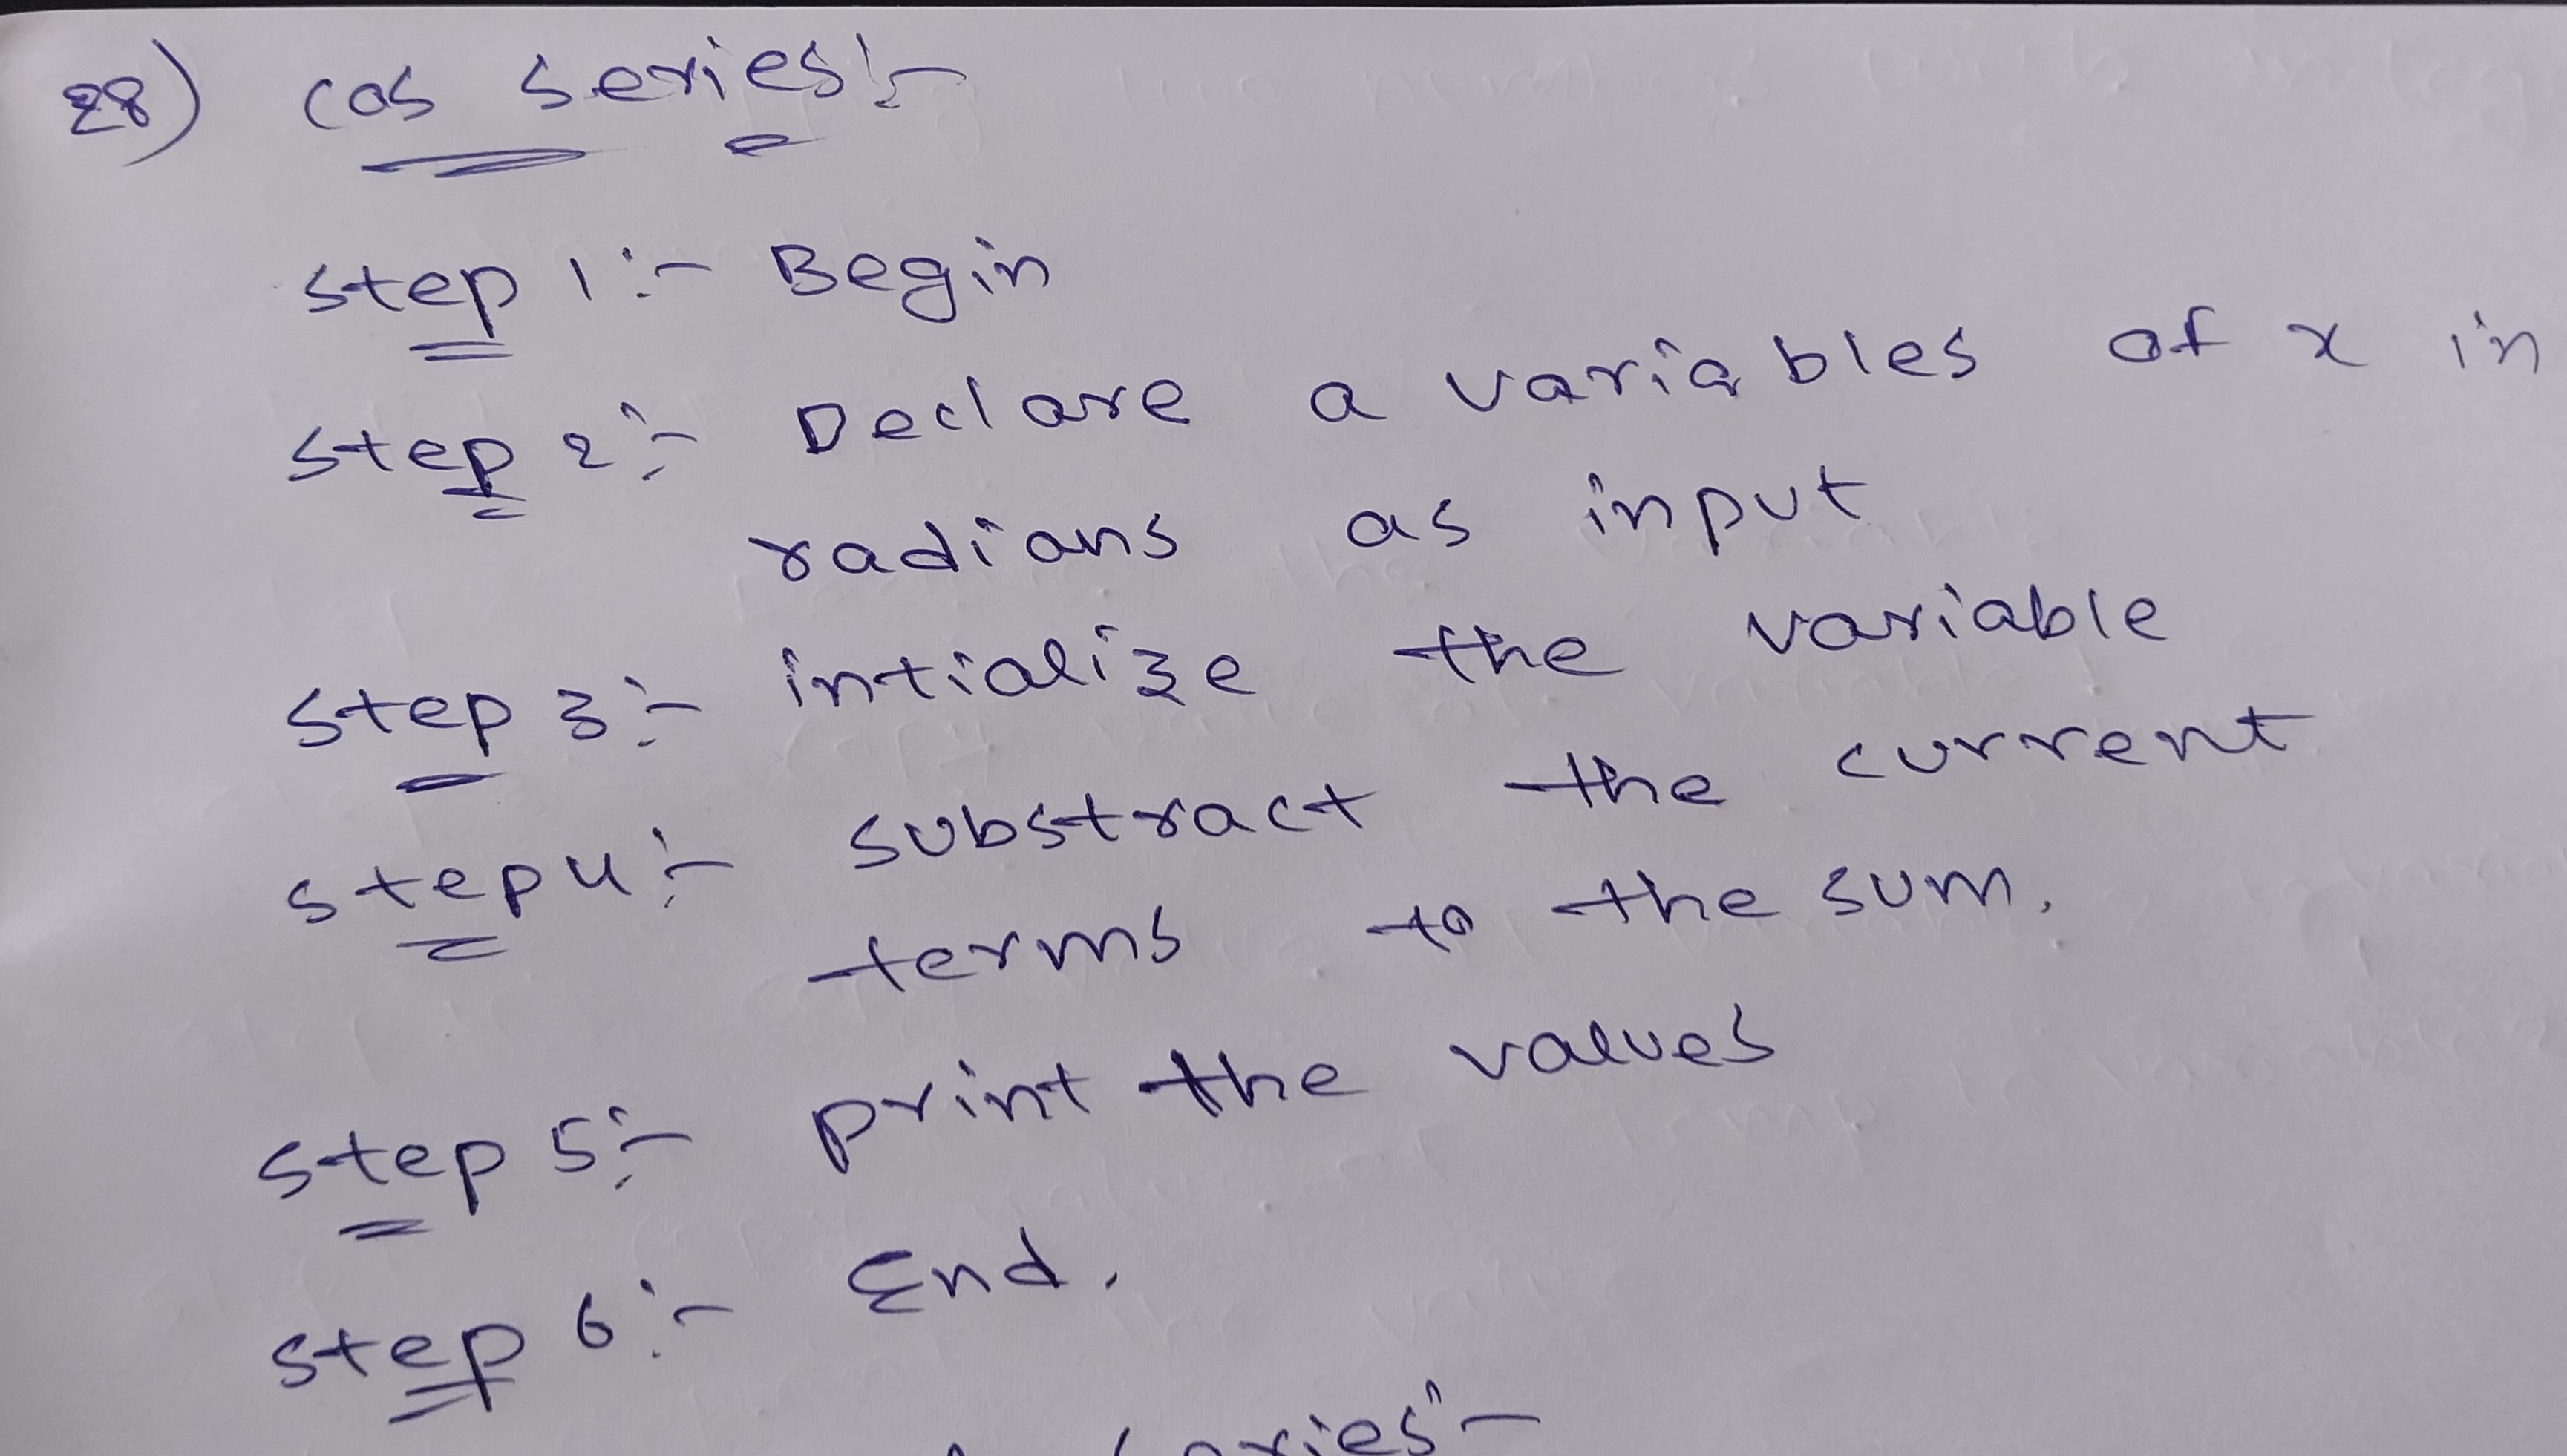 28) cos series:-
step 1:- Begin
step 2:- Declare a variables of x in
radians as input
step 3:- intialize the variable
step 4:- substract the current
terms to the sum.
step 5:- print the values
step 6:- End.
series:-